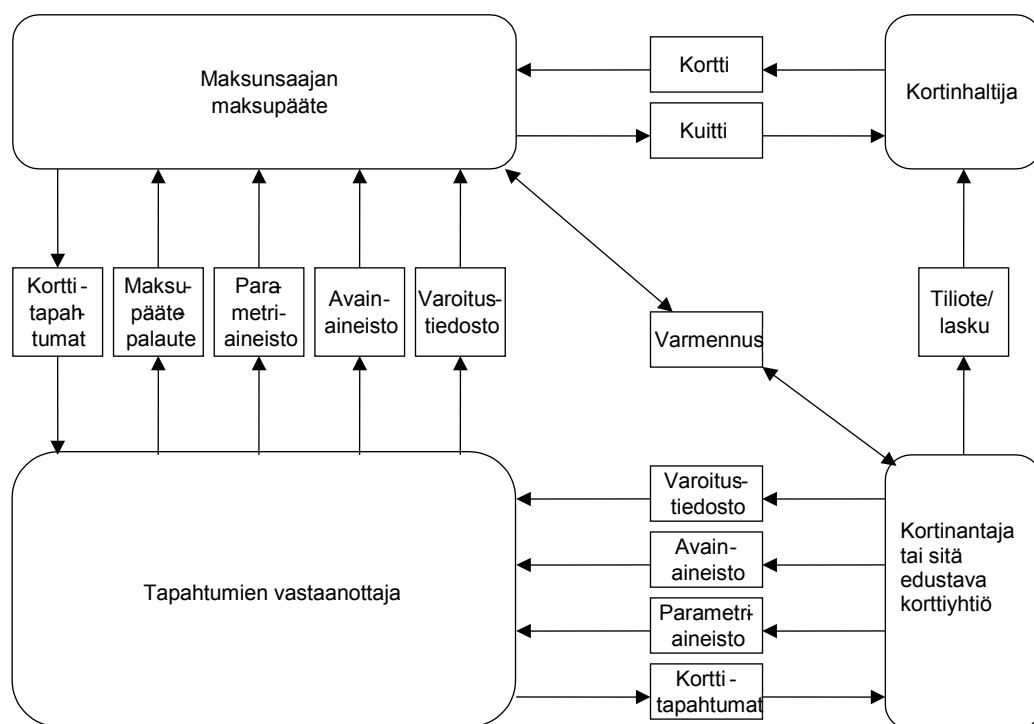 Maksunsaajan
maksupääte
Kortti
Kuitti
Kortinhaltija
Kortti-
tapah-
tumat
Maksu-
pääte-
palaute
Para-
metri-
aineisto
Avain-
aineisto
Varoitus-
tiedosto
Varmennus
Tiliote/
lasku
Tapahtumien vastaanottaja
Varoitus-
tiedosto
Avain-
aineisto
Parametri-
aineisto
Kortti-
tapahtumat
Kortinantaja
tai sitä
edustava
korttiyhtiö